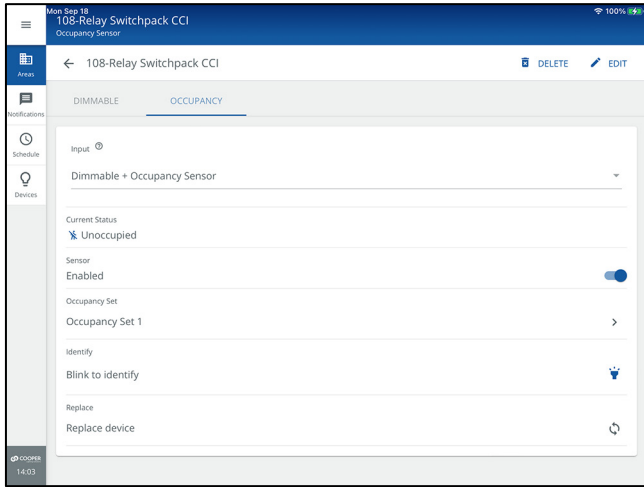 Mon Sep 18
100%
108-Relay Switchpack CCI
Occupancy Sensor
Areas
Notifications
Schedule
Devices
108-Relay Switchpack CCI
DELETE
EDIT
DIMMABLE
OCCUPANCY
Input
Dimmable + Occupancy Sensor
Current Status
Unoccupied
Sensor
Enabled
Occupancy Set
Occupancy Set 1
Identify
Blink to identify
Replace
Replace device
COOPER
14:03